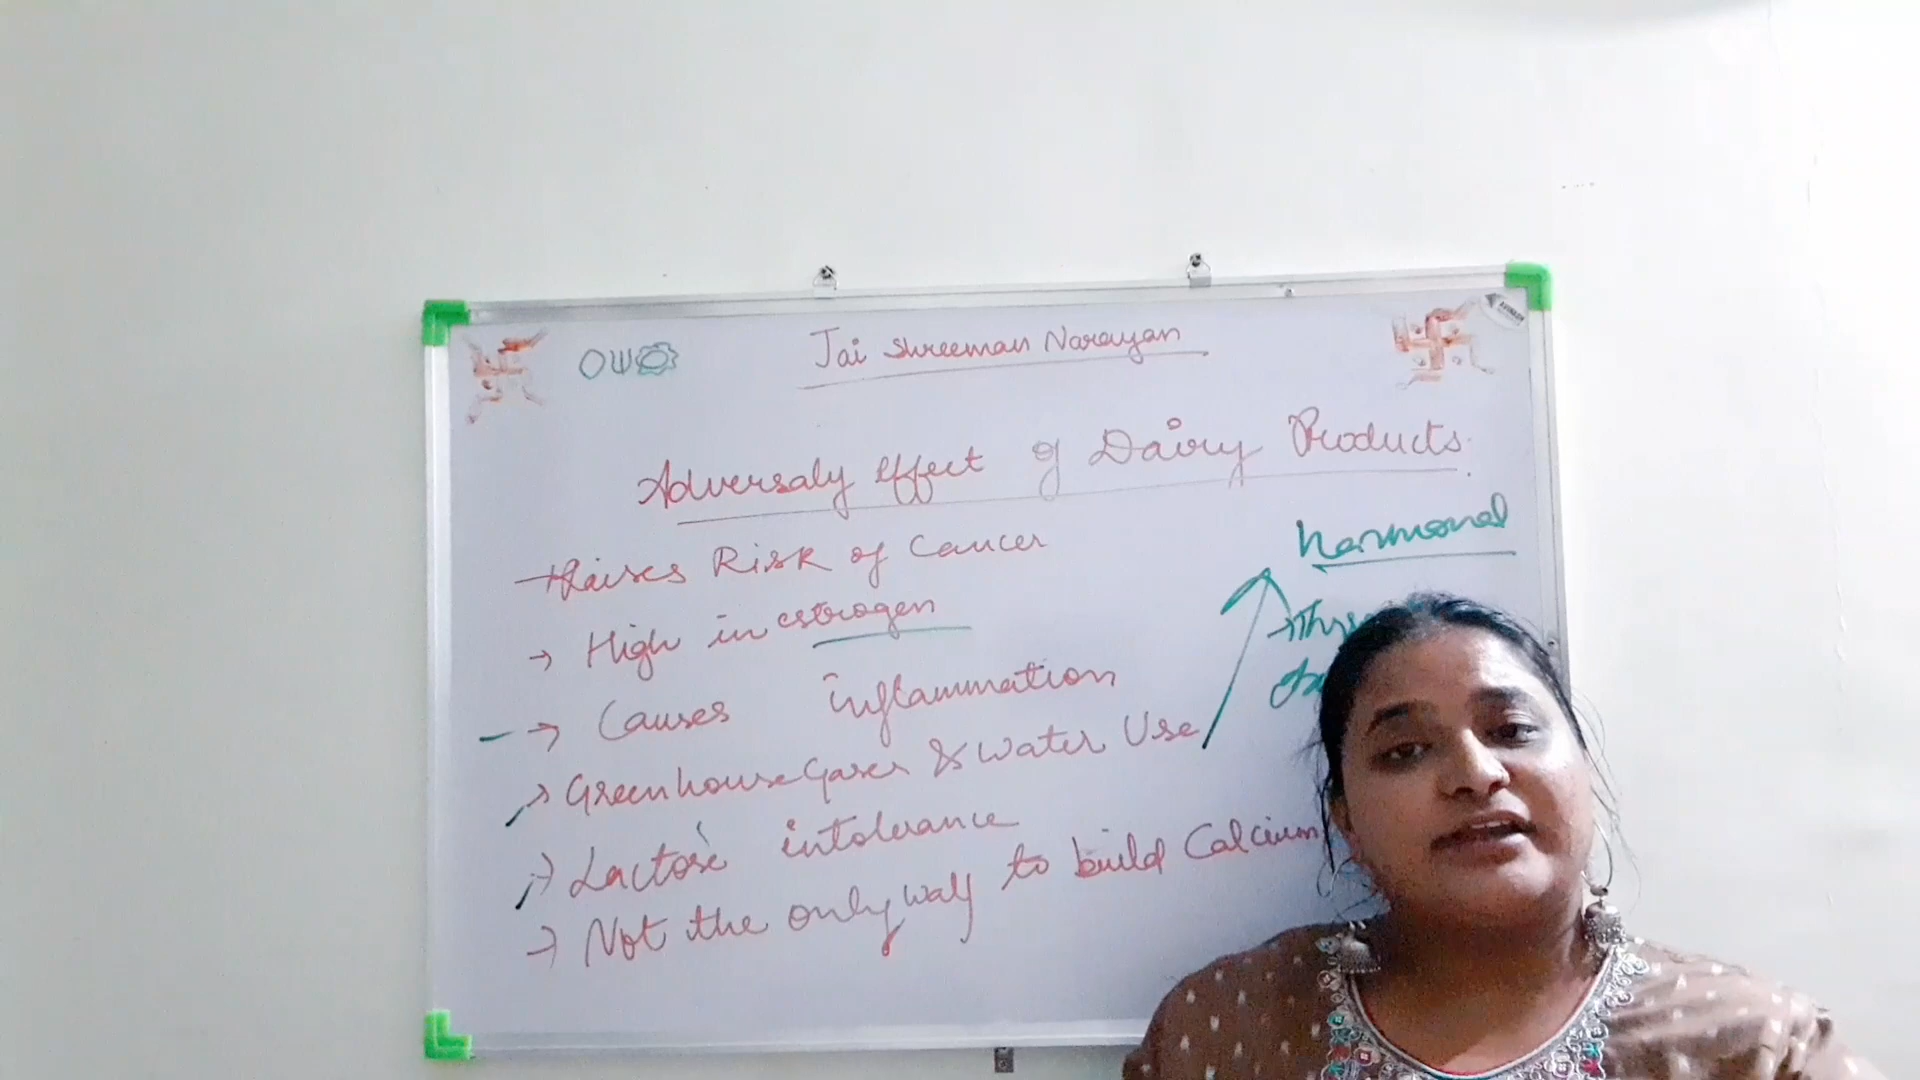 Jai Shreeman Narayan
Adversaly effect of Dairy Products.
→ Raises Risk of Cancer
→ High in estrogen
→ Causes inflammation
→ Greenhouse Gases & Water Use
→ Lactose intolerance
→ Not the only way to build Calcium
harmonal